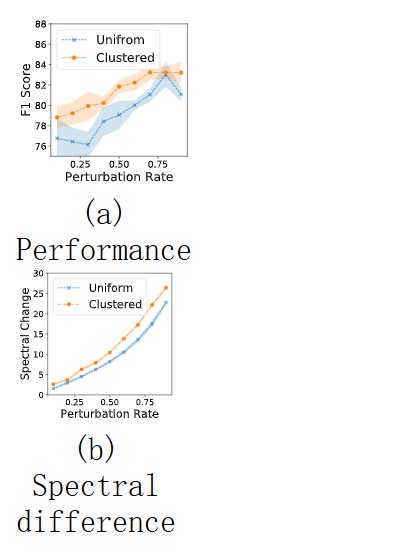 88
86
84
82
80
78
76
F1 Score
Unifrom
Clustered
0.25 0.50 0.75
Perturbation Rate
(a)
Performance
30
25
20
15
10
5
0
Spectral Change
Uniform
Clustered
0.25 0.50 0.75
Perturbation Rate
(b)
Spectral
difference